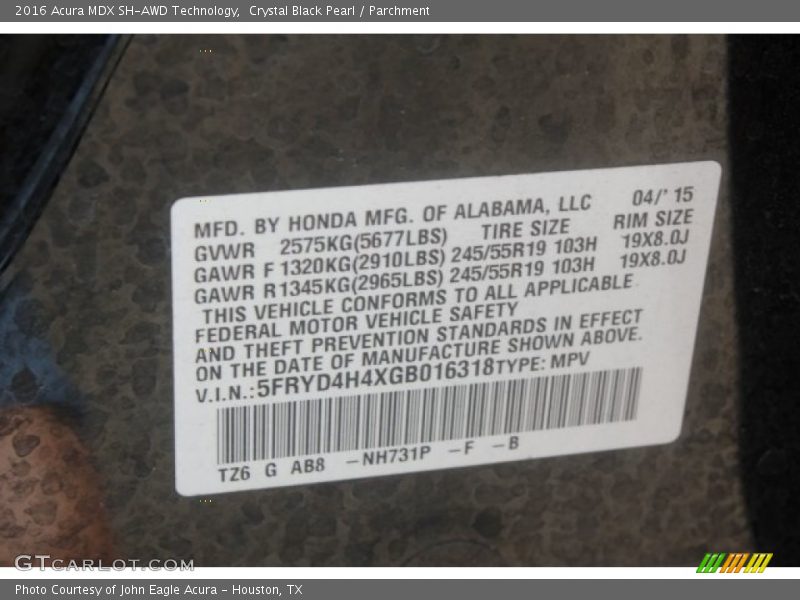 2016 Acura MDX SH-AWD Technology,  Crystal Black Pearl / Parchment
MFD. BY HONDA MFG. OF ALABAMA, LLC 04/' 15
GVWR 2575KG(5677LBS) TIRE SIZE RIM SIZE
GAWR F 1320KG(2910LBS) 245/55R19 103H 19X8.0J
GAWR R1345KG(2965LBS) 245/55R19 103H 19X8.0J
THIS VEHICLE CONFORMS TO ALL APPLICABLE
FEDERAL MOTOR VEHICLE SAFETY
AND THEFT PREVENTION STANDARDS IN EFFECT
ON THE DATE OF MANUFACTURE SHOWN ABOVE.
V.I.N.:5FRYD4H4XGB016318 TYPE: MPV
TZ6 G AB8 -NH731P -F -B
GTCARLOT.COM
Photo Courtesy of John Eagle Acura - Houston, TX